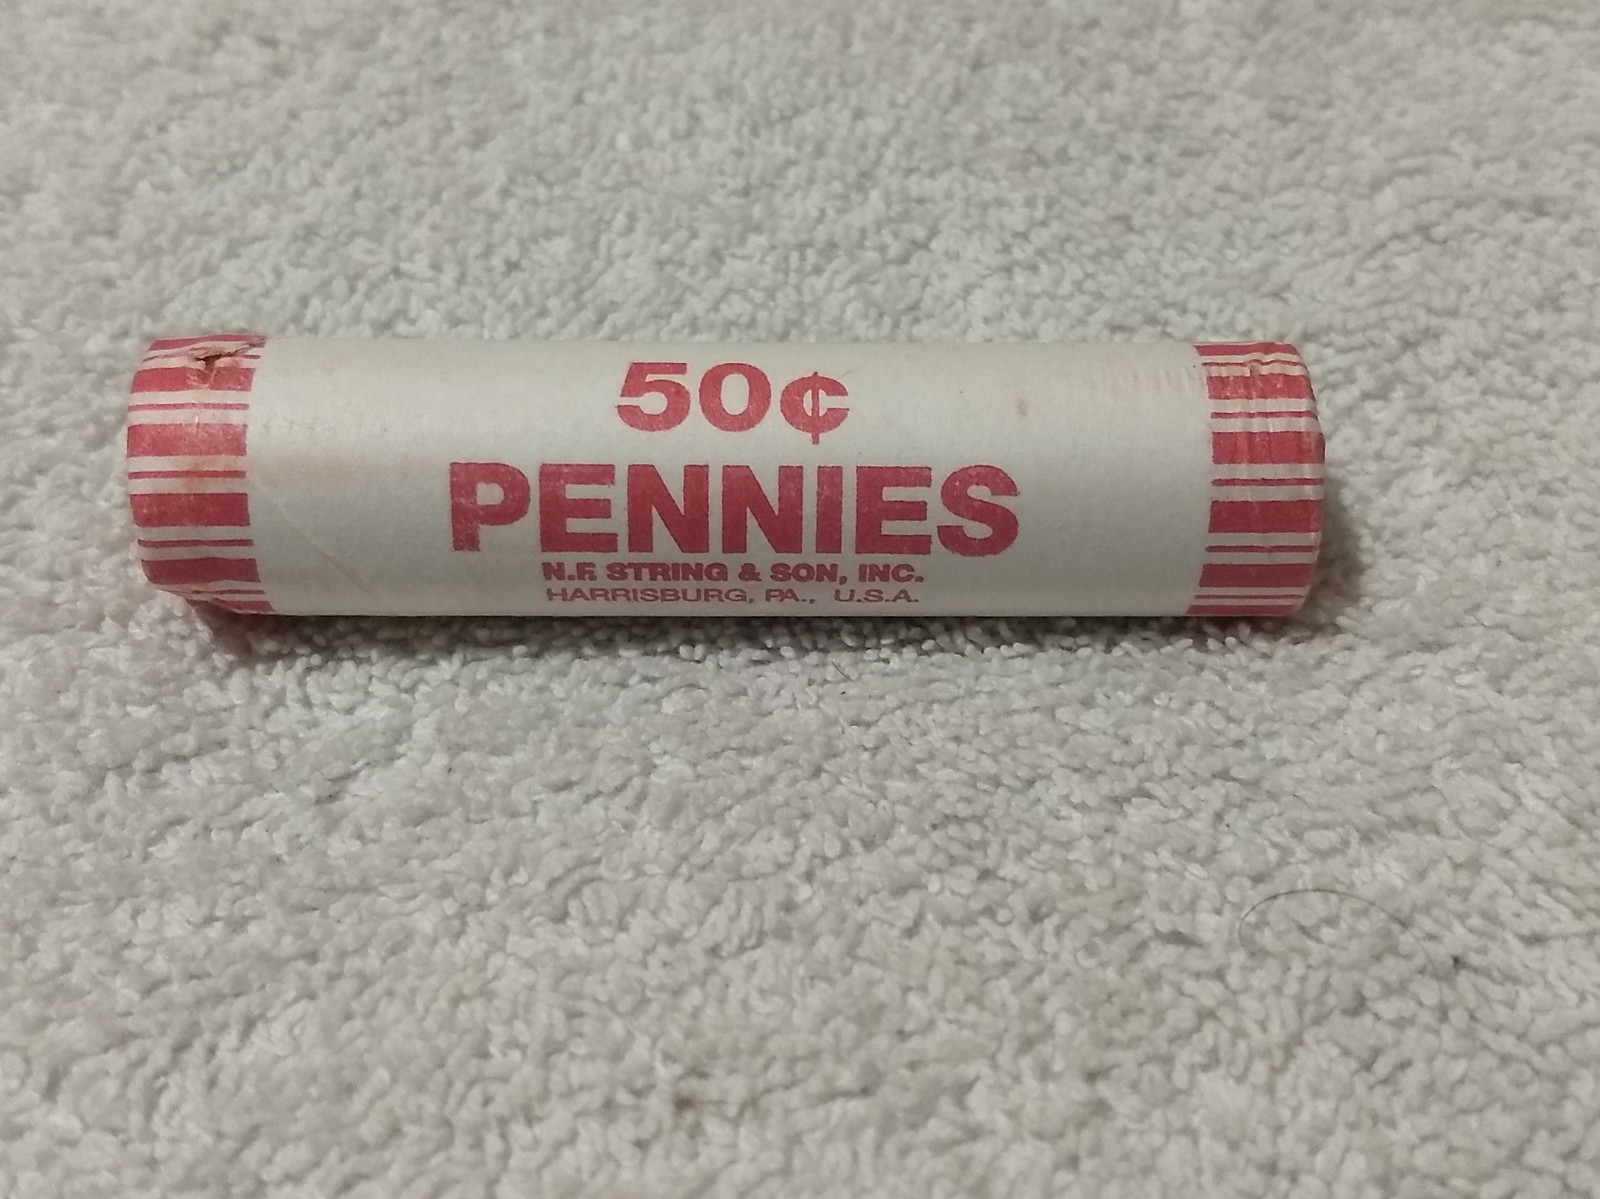 50¢
PENNIES
N.F. STRING & SON, INC.
HARRISBURG, PA., U.S.A.